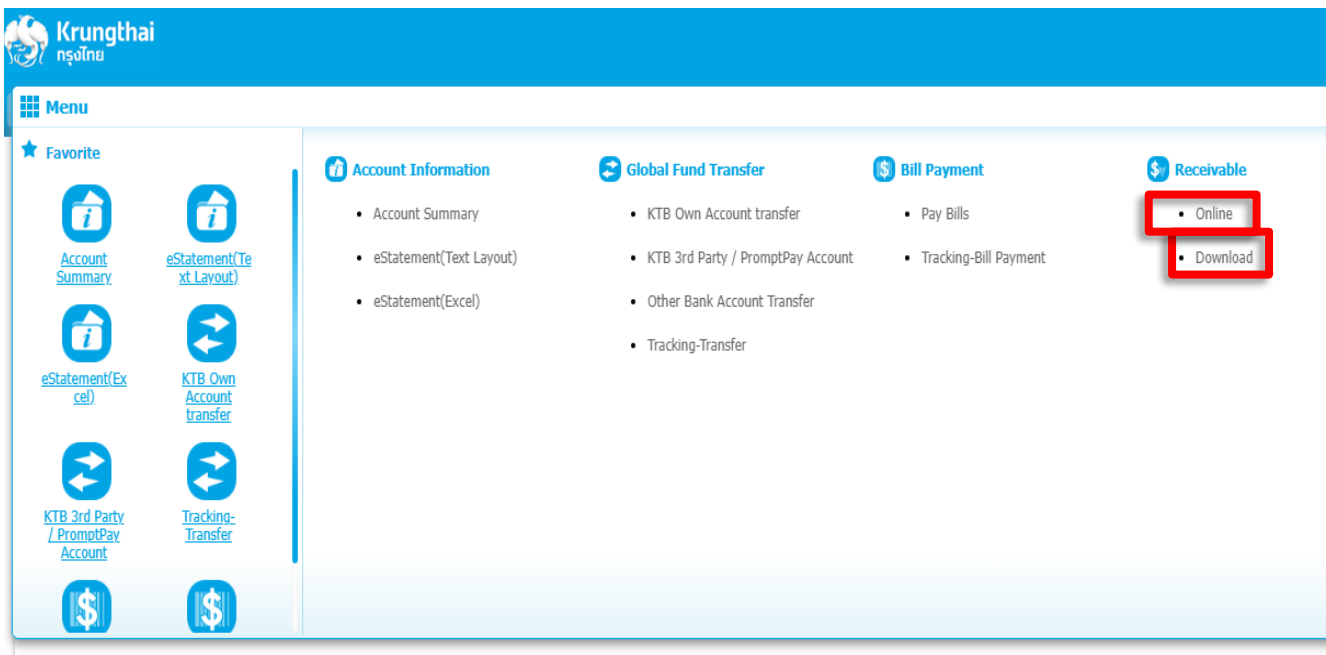 Krungthai
กรุงไทย
Menu
Favorite
Account
Summary
eStatement(Te
xt Layout)
eStatement(Ex
cel)
KTB Own
Account
transfer
KTB 3rd Party
/ PromptPay
Account
Tracking-
Transfer
Account Information
• Account Summary
• eStatement(Text Layout)
• eStatement(Excel)
Global Fund Transfer
• KTB Own Account transfer
• KTB 3rd Party / PromptPay Account
• Other Bank Account Transfer
• Tracking-Transfer
Bill Payment
• Pay Bills
• Tracking-Bill Payment
Receivable
• Online
• Download